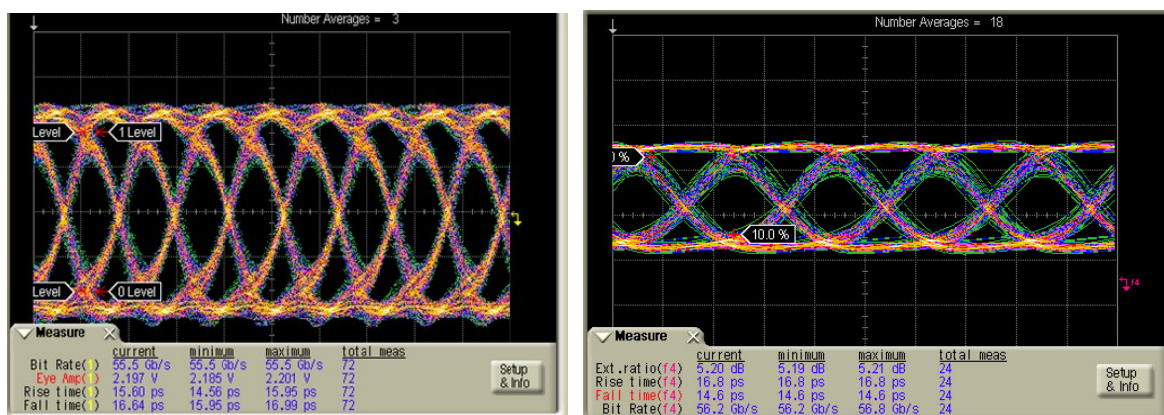 Number Averages = 3
Level 1 Level
Level 0 Level
Measure
current minimum maximum total meas
Bit Rate(1) 55.5 Gb/s 55.5 Gb/s 55.5 Gb/s 72
Eye Amp(1) 2.197 V 2.185 V 2.201 V 72
Rise time(1) 15.60 ps 14.56 ps 15.95 ps 72
Fall time(1) 16.64 ps 15.95 ps 16.99 ps 72
Setup
& Info
Number Averages = 18
0 %
10.0 %
f4
Measure
current minimum maximum total meas
Ext.ratio(f4) 5.20 dB 5.19 dB 5.21 dB 24
Rise time(f4) 16.8 ps 16.8 ps 16.8 ps 24
Fall time(f4) 14.6 ps 14.6 ps 14.6 ps 24
Bit Rate(f4) 56.2 Gb/s 56.2 Gb/s 56.8 Gb/s 24
Setup
& Info